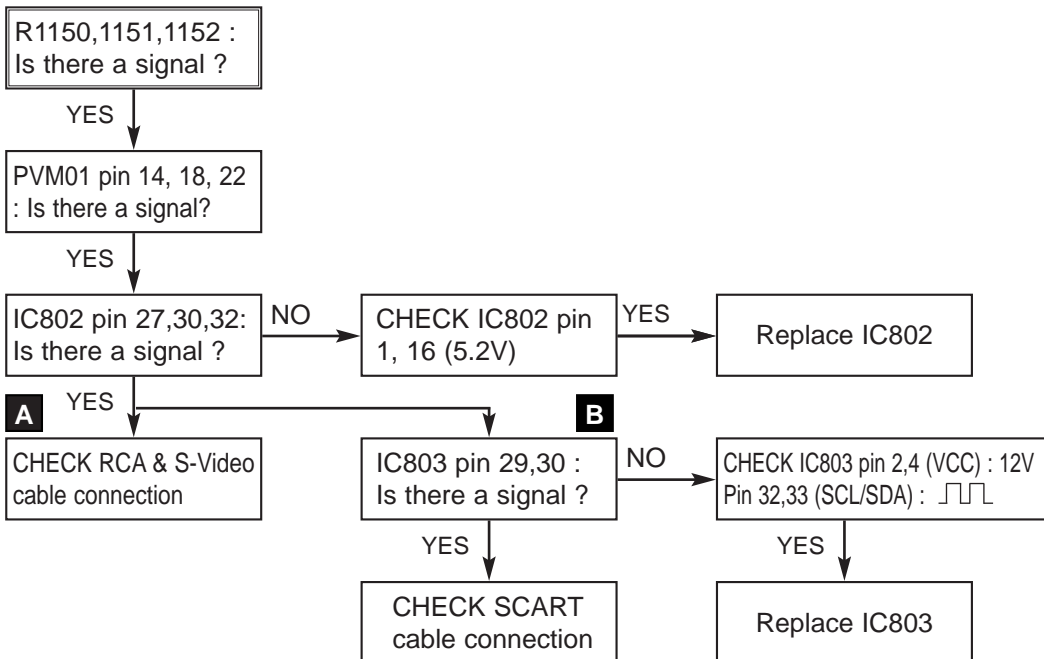 R1150,1151,1152 :
Is there a signal ?
YES
PVM01 pin 14, 18, 22
: Is there a signal?
YES
IC802 pin 27,30,32:
Is there a signal ?
NO
CHECK IC802 pin
1, 16 (5.2V)
YES
Replace IC802
A
YES
B
CHECK RCA & S-Video
cable connection
IC803 pin 29,30 :
Is there a signal ?
NO
CHECK IC803 pin 2,4 (VCC) : 12V
Pin 32,33 (SCL/SDA) :
YES
YES
CHECK SCART
cable connection
Replace IC803